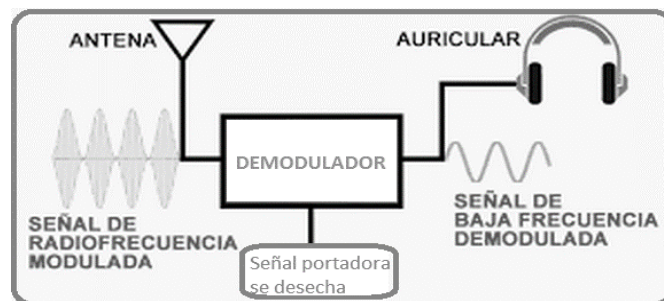 ANTENA
AURICULAR
DEMODULADOR
SEÑAL DE
RADIOFRECUENCIA
MODULADA
SEÑAL DE
BAJA FRECUENCIA
DEMODULADA
Señal portadora
se desecha